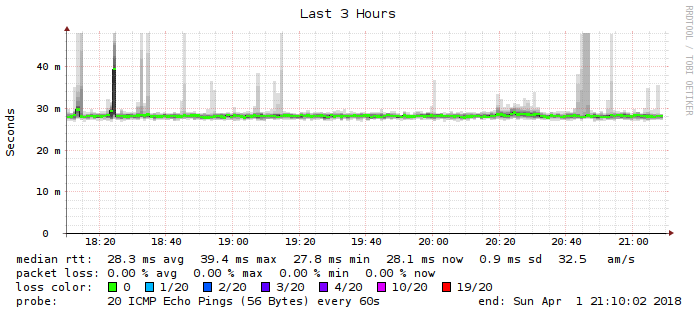 Last 3 Hours
RRDTOOL / TOBI OETIKER
Seconds
40 m
30 m
20 m
10 m
0
18:20 18:40 19:00 19:20 19:40 20:00 20:20 20:40 21:00
median rtt: 28.3 ms avg 39.4 ms max 27.8 ms min 28.1 ms now 0.9 ms sd 32.5 am/s
packet loss: 0.00 % avg 0.00 % max 0.00 % min 0.00 % now
loss color: 0 1/20 2/20 3/20 4/20 10/20 19/20
probe: 20 ICMP Echo Pings (56 Bytes) every 60s end: Sun Apr 1 21:10:02 2018